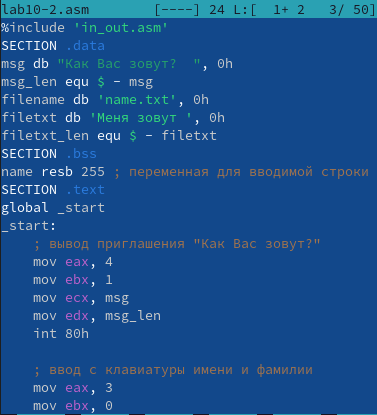 lab10-2.asm [----] 24 L:[ 1+ 2 3/ 50]
%include 'in_out.asm'
SECTION .data
msg db "Как Вас зовут?  ", 0h
msg_len equ $ - msg
filename db 'name.txt', 0h
filetxt db 'Меня зовут ', 0h
filetxt_len equ $ - filetxt
SECTION .bss
name resb 255 ; переменная для вводимой строки
SECTION .text
global _start
_start:
    ; вывод приглашения "Как Вас зовут?"
    mov eax, 4
    mov ebx, 1
    mov ecx, msg
    mov edx, msg_len
    int 80h
    ; ввод с клавиатуры имени и фамилии
    mov eax, 3
    mov ebx, 0